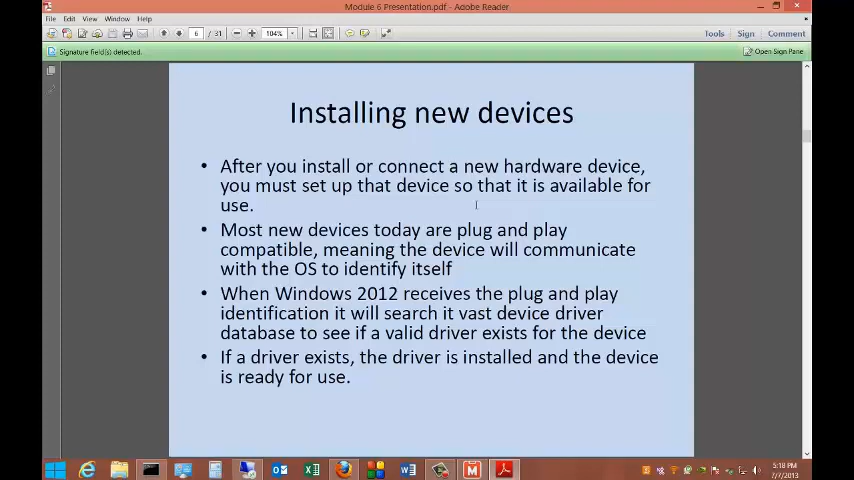 Module 6 Presentation.pdf - Adobe Reader
File Edit View Window Help
6 / 31 104% Tools Sign Comment
Signature field(s) detected. Open Sign Pane
Installing new devices
• After you install or connect a new hardware device,
you must set up that device so that it is available for
use.
• Most new devices today are plug and play
compatible, meaning the device will communicate
with the OS to identify itself
• When Windows 2012 receives the plug and play
identification it will search it vast device driver
database to see if a valid driver exists for the device
• If a driver exists, the driver is installed and the device
is ready for use.
5:18 PM
7/7/2013